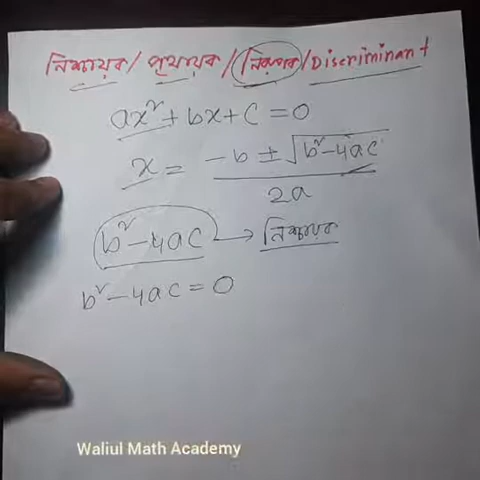 নিশ্চায়ক / পৃথায়ক / নিরূপক / Discriminant
ax² + bx + c = 0
x = −b ± √b² − 4ac / 2a
b² − 4ac → নিশ্চায়ক
b² − 4ac = 0
Waliul Math Academy